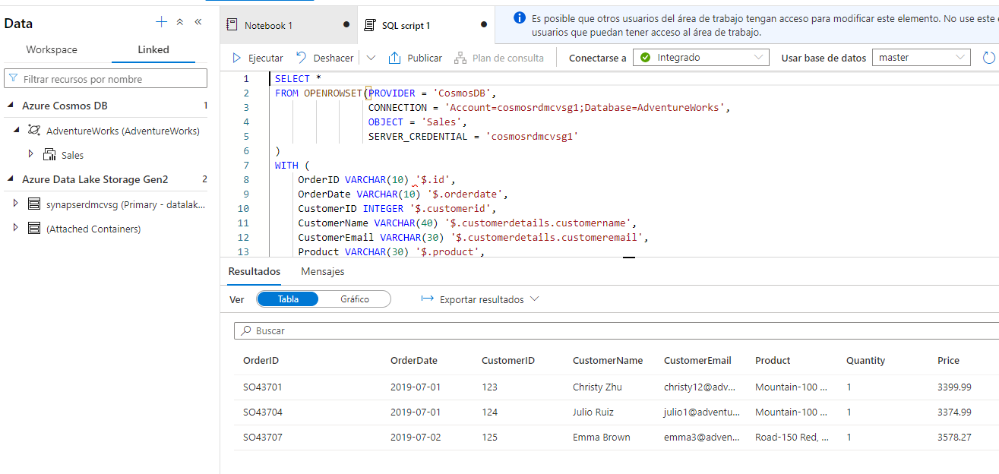 Data
Workspace
Linked
Filtrar recursos por nombre
Azure Cosmos DB 1
AdventureWorks (AdventureWorks)
Sales
Azure Data Lake Storage Gen2 2
synapserdmcvsg (Primary - datalak...
(Attached Containers)
Notebook 1
SQL script 1
Es posible que otros usuarios del área de trabajo tengan acceso para modificar este elemento. No use este
usuarios que puedan tener acceso al área de trabajo.
Ejecutar Deshacer Publicar Plan de consulta Conectarse a Integrado Usar base de datos master
1 SELECT *
2 FROM OPENROWSET(PROVIDER = 'CosmosDB',
3 CONNECTION = 'Account=cosmosrdmcvsg1;Database=AdventureWorks',
4 OBJECT = 'Sales',
5 SERVER_CREDENTIAL = 'cosmosrdmcvsg1'
6 )
7 WITH (
8 OrderID VARCHAR(10) '$.id',
9 OrderDate VARCHAR(10) '$.orderdate',
10 CustomerID INTEGER '$.customerid',
11 CustomerName VARCHAR(40) '$.customerdetails.customername',
12 CustomerEmail VARCHAR(30) '$.customerdetails.customeremail',
13 Product VARCHAR(30) '$.product',
Resultados Mensajes
Ver Tabla Gráfico Exportar resultados
Buscar
OrderID OrderDate CustomerID CustomerName CustomerEmail Product Quantity Price
SO43701 2019-07-01 123 Christy Zhu christy12@adv... Mountain-100 ... 1 3399.99
SO43704 2019-07-01 124 Julio Ruiz julio1@adventu... Mountain-100 ... 1 3374.99
SO43707 2019-07-02 125 Emma Brown emma3@adven... Road-150 Red, ... 1 3578.27